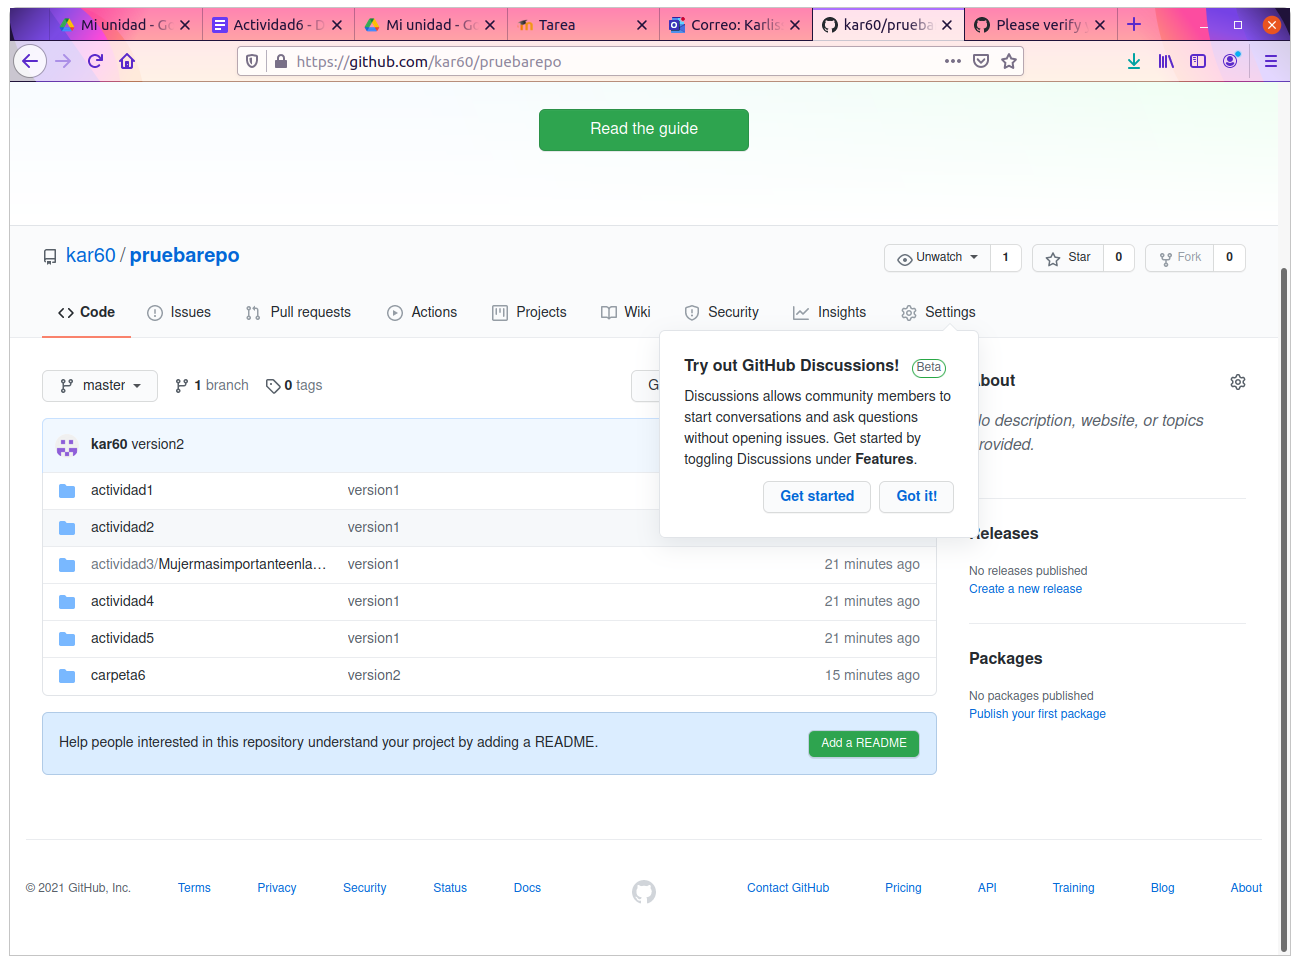 Mi unidad - Go
Actividad6 - D
Mi unidad - Go
Tarea
Correo: Karlis
kar60/prueba
Please verify y
https://github.com/kar60/pruebarepo
Read the guide
kar60 / pruebarepo
Unwatch 1
Star 0
Fork 0
Code
Issues
Pull requests
Actions
Projects
Wiki
Security
Insights
Settings
Try out GitHub Discussions! Beta
Discussions allows community members to
start conversations and ask questions
without opening issues. Get started by
toggling Discussions under Features.
Get started
Got it!
master
1 branch
0 tags
G
kar60 version2
actividad1 version1
actividad2 version1
actividad3/Mujermasimportanteenla... version1 21 minutes ago
actividad4 version1 21 minutes ago
actividad5 version1 21 minutes ago
carpeta6 version2 15 minutes ago
Help people interested in this repository understand your project by adding a README.
Add a README
bout
o description, website, or topics
rovided.
eleases
No releases published
Create a new release
Packages
No packages published
Publish your first package
© 2021 GitHub, Inc.
Terms
Privacy
Security
Status
Docs
Contact GitHub
Pricing
API
Training
Blog
About